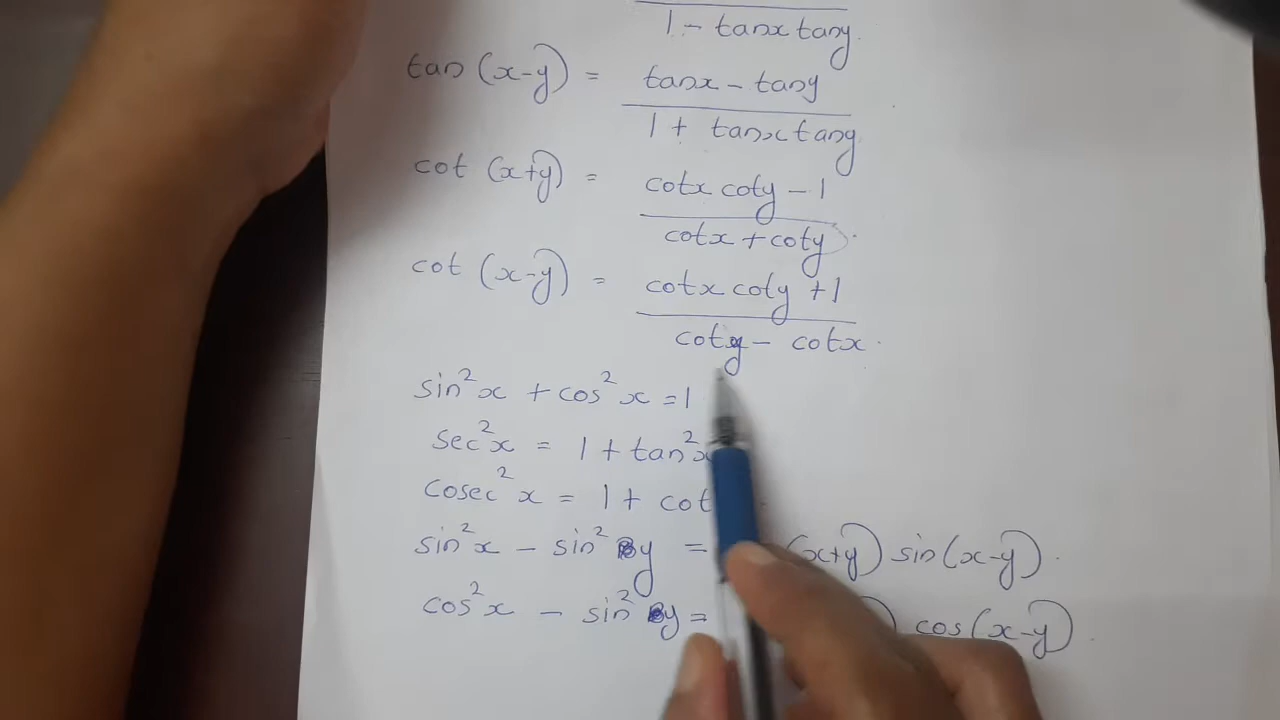 1 - tanx tany.
tan (x-y) = tanx - tany
1 + tanx tany
cot (x+y) = cotx coty - 1
cotx + coty.
cot (x-y) = cotx coty + 1
coty - cotx.
sin²x + cos²x = 1
sec²x = 1 + tan²x
cosec²x = 1 + cot
sin²x - sin²y = (x+y) sin(x-y).
cos²x - sin²y = ) cos(x-y).